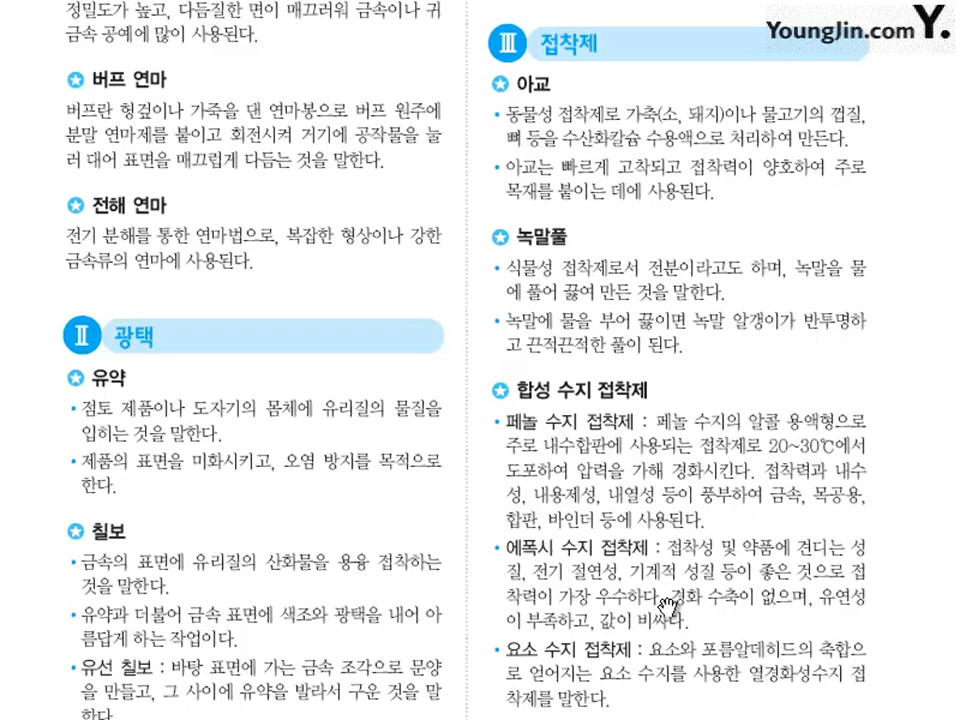 정밀도가 높고, 다듬질한 면이 매끄러워 금속이나 귀
금속 공예에 많이 사용된다.
버프 연마
버프란 헝겊이나 가죽을 댄 연마봉으로 버프 원주에
분말 연마제를 붙이고 회전시켜 거기에 공작물을 눌
러 대어 표면을 매끄럽게 다듬는 것을 말한다.
전해 연마
전기 분해를 통한 연마법으로, 복잡한 형상이나 강한
금속류의 연마에 사용된다.
Ⅱ 광택
유약
• 점토 제품이나 도자기의 몸체에 유리질의 물질을
입히는 것을 말한다.
• 제품의 표면을 미화시키고, 오염 방지를 목적으로
한다.
칠보
• 금속의 표면에 유리질의 산화물을 용융 접착하는
것을 말한다.
• 유약과 더불어 금속 표면에 색조와 광택을 내어 아
름답게 하는 작업이다.
• 유선 칠보 : 바탕 표면에 가는 금속 조각으로 문양
을 만들고, 그 사이에 유약을 발라서 구운 것을 말
한다.
YoungJin.com Y.
Ⅲ 접착제
아교
• 동물성 접착제로 가축(소, 돼지)이나 물고기의 껍질,
뼈 등을 수산화칼슘 수용액으로 처리하여 만든다.
• 아교는 빠르게 고착되고 접착력이 양호하여 주로
목재를 붙이는 데에 사용된다.
녹말풀
• 식물성 접착제로서 전분이라고도 하며, 녹말을 물
에 풀어 끓여 만든 것을 말한다.
• 녹말에 물을 부어 끓이면 녹말 알갱이가 반투명하
고 끈적끈적한 풀이 된다.
합성 수지 접착제
• 페놀 수지 접착제 : 페놀 수지의 알콜 용액형으로
주로 내수합판에 사용되는 접착제로 20~30℃에서
도포하여 압력을 가해 경화시킨다. 접착력과 내수
성, 내용제성, 내열성 등이 풍부하여 금속, 목공용,
합판, 바인더 등에 사용된다.
• 에폭시 수지 접착제 : 접착성 및 약품에 견디는 성
질, 전기 절연성, 기계적 성질 등이 좋은 것으로 접
착력이 가장 우수하다. 경화 수축이 없으며, 유연성
이 부족하고, 값이 비싸다.
• 요소 수지 접착제 : 요소와 포름알데히드의 축합으
로 얻어지는 요소 수지를 사용한 열경화성수지 접
착제를 말한다.